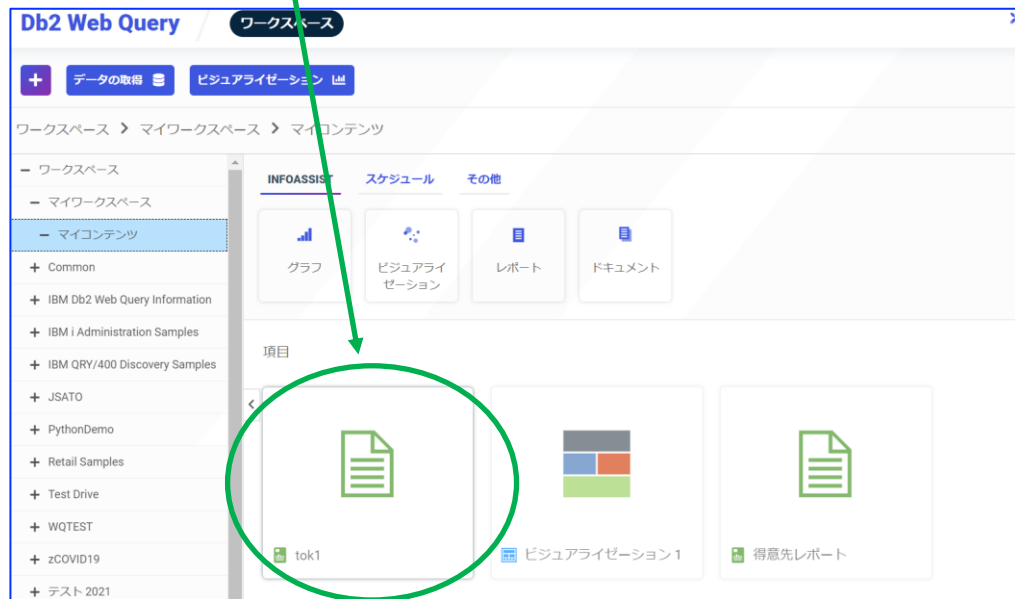 Db2 Web Query ワークスペース
データの取得 ビジュアライゼーション
ワークスペース > マイワークスペース > マイコンテンツ
ワークスペース
マイワークスペース
マイコンテンツ
Common
IBM Db2 Web Query Information
IBM i Administration Samples
IBM QRY/400 Discovery Samples
JSATO
PythonDemo
Retail Samples
Test Drive
WQTEST
zCOVID19
テスト 2021
INFOASSIST スケジュール その他
グラフ
ビジュアライ
ゼーション
レポート
ドキュメント
項目
tok1
ビジュアライゼーション 1
得意先レポート